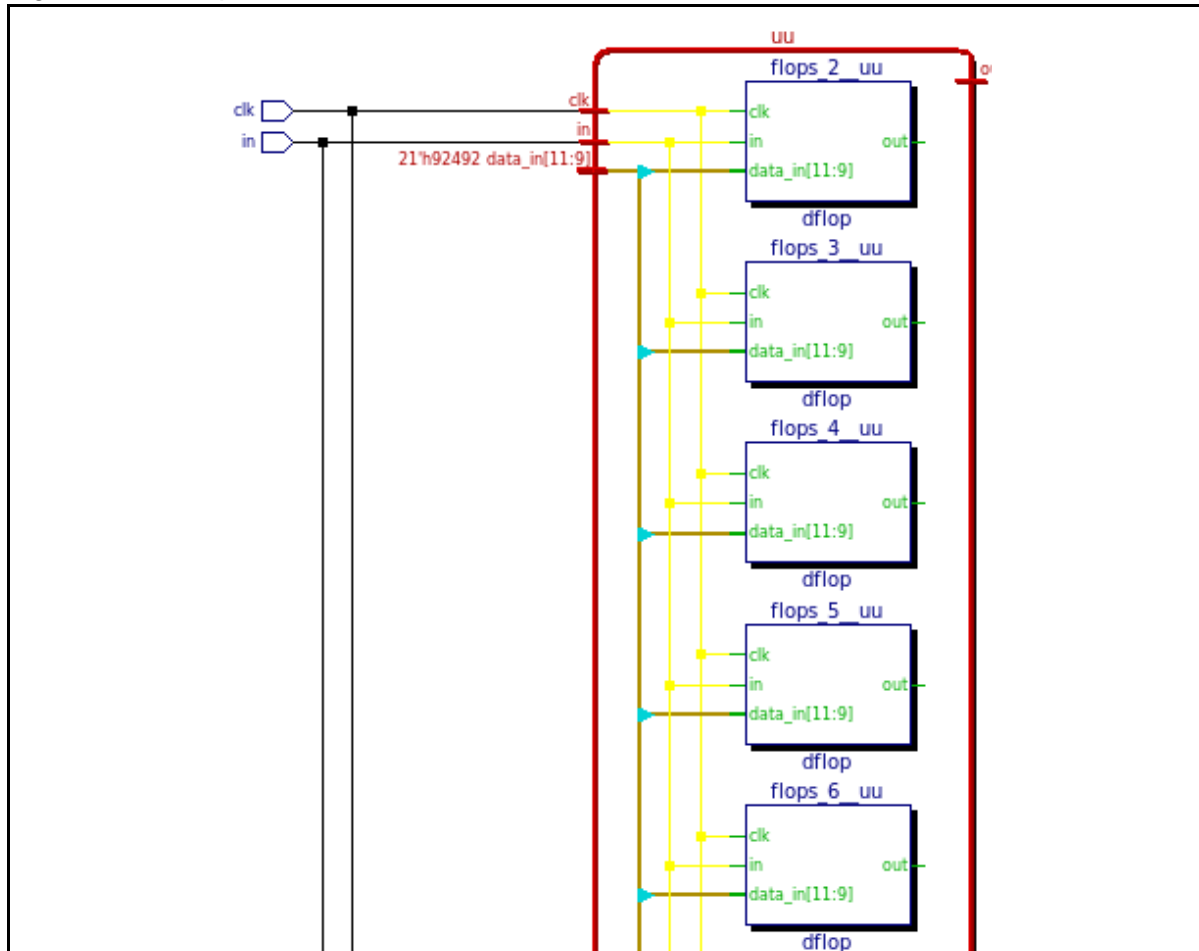 uu
flops_2__uu
clk
clk
clk
in
in
in
out
21'h92492 data_in[11:9]
data_in[11:9]
dflop
flops_3__uu
clk
in
out
data_in[11:9]
dflop
flops_4__uu
clk
in
out
data_in[11:9]
dflop
flops_5__uu
clk
in
out
data_in[11:9]
dflop
flops_6__uu
clk
in
out
data_in[11:9]
dflop